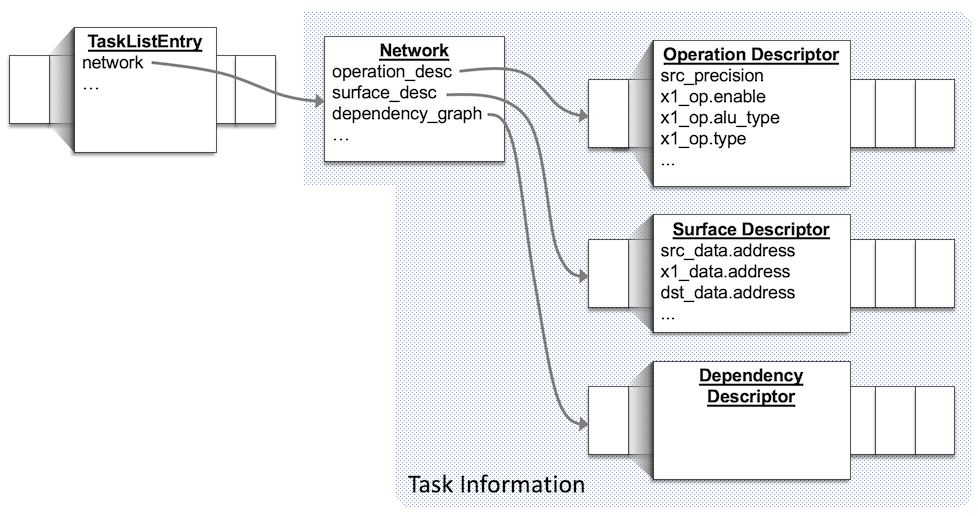 TaskListEntry
network
...
Network
operation_desc
surface_desc
dependency_graph
...
Operation Descriptor
src_precision
x1_op.enable
x1_op.alu_type
x1_op.type
...
Surface Descriptor
src_data.address
x1_data.address
dst_data.address
...
Dependency
Descriptor
Task Information